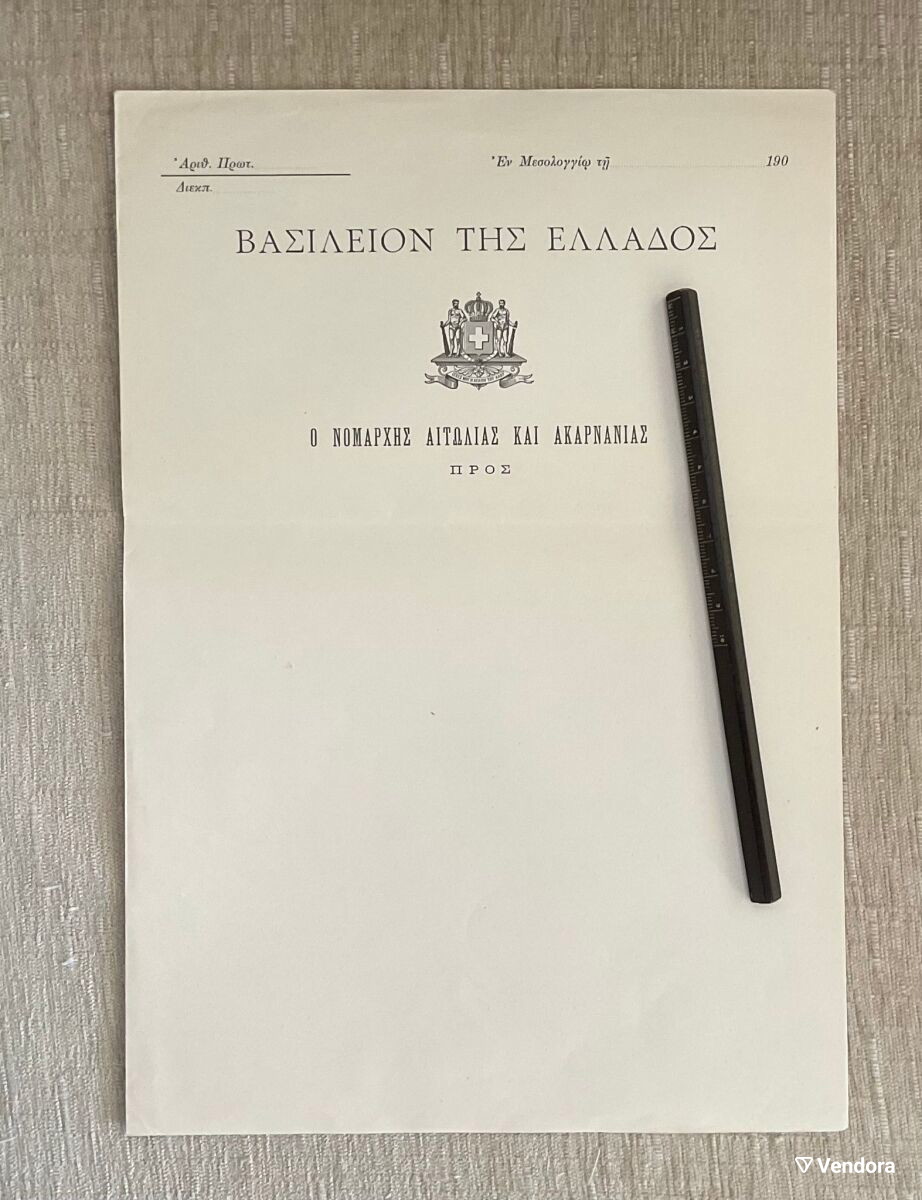 Ἀριθ. Πρωτ.
Διεκπ.
Ἐν Μεσολογγίῳ τῇ 190
ΒΑΣΙΛΕΙΟΝ ΤΗΣ ΕΛΛΑΔΟΣ
Ο ΝΟΜΑΡΧΗΣ ΑΙΤΩΛΙΑΣ ΚΑΙ ΑΚΑΡΝΑΝΙΑΣ
ΠΡΟΣ
Vendora